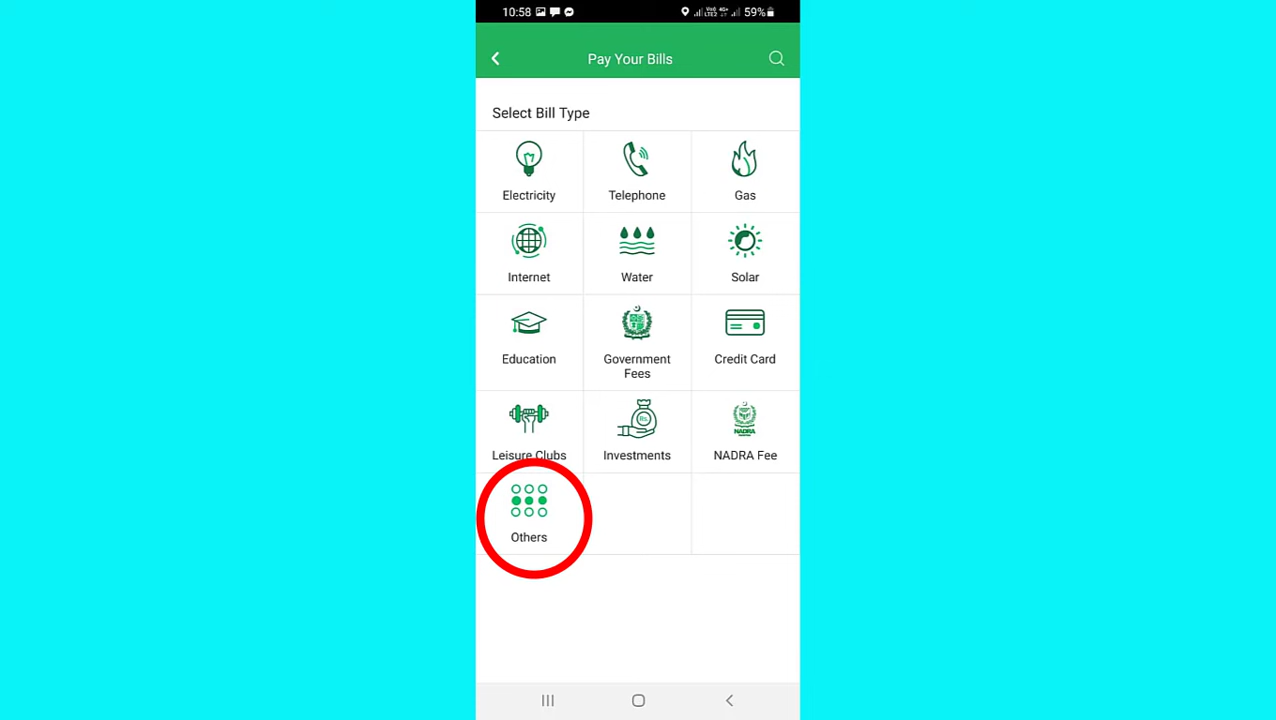 10:58 59%
Pay Your Bills
Select Bill Type
Electricity Telephone Gas
Internet Water Solar
Education Government Fees Credit Card
Leisure Clubs Investments NADRA Fee
Others